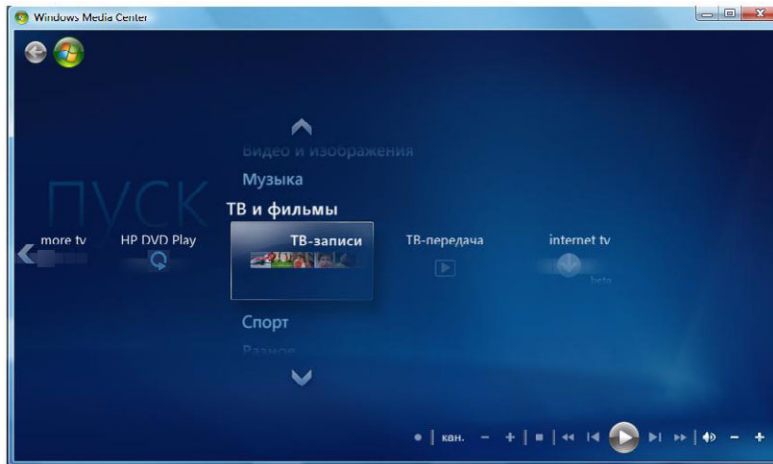 Windows Media Center
Видео и изображения
ПУСК
Музыка
ТВ и фильмы
more tv
HP DVD Play
ТВ-записи
ТВ-передача
internet tv
beta
Спорт
Разное
кан.